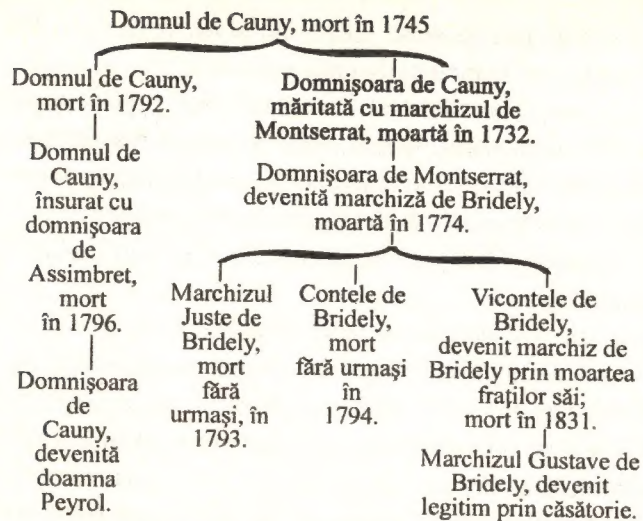 Domnul de Cauny, mort în 1745
Domnul de Cauny,
mort în 1792.
Domnul de
Cauny,
însurat cu
domnişoara
de
Assimbret,
mort
în 1796.
Domnişoara
de
Cauny,
devenită
doamna
Peyrol.
Domnişoara de Cauny,
măritată cu marchizul de
Montserrat, moartă în 1732.
Domnişoara de Montserrat,
devenită marchiză de Bridely,
moartă în 1774.
Marchizul
Juste de
Bridely,
mort
fără
urmaşi, în
1793.
Contele de
Bridely,
mort
fără urmaşi
în
1794.
Vicontele de
Bridely,
devenit marchiz de
Bridely prin moartea
fraţilor săi;
mort în 1831.
Marchizul Gustave de
Bridely, devenit
legitim prin căsătorie.